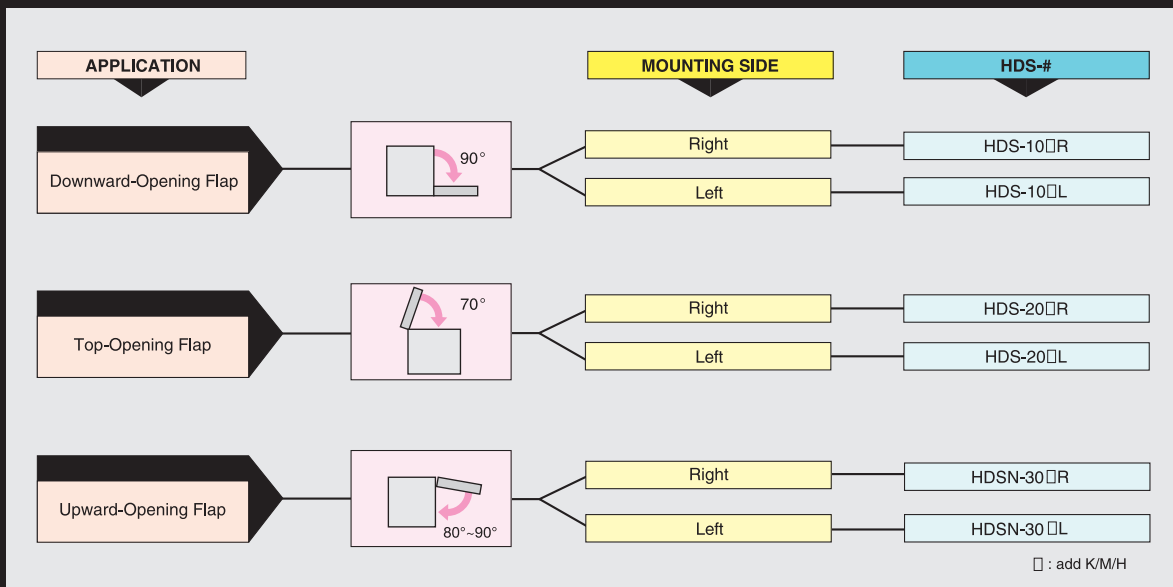 APPLICATION
MOUNTING SIDE
HDS-#
Downward-Opening Flap
90°
Right
HDS-10□R
Left
HDS-10□L
Top-Opening Flap
70°
Right
HDS-20□R
Left
HDS-20□L
Upward-Opening Flap
80°~90°
Right
HDSN-30□R
Left
HDSN-30□L
□ : add K/M/H